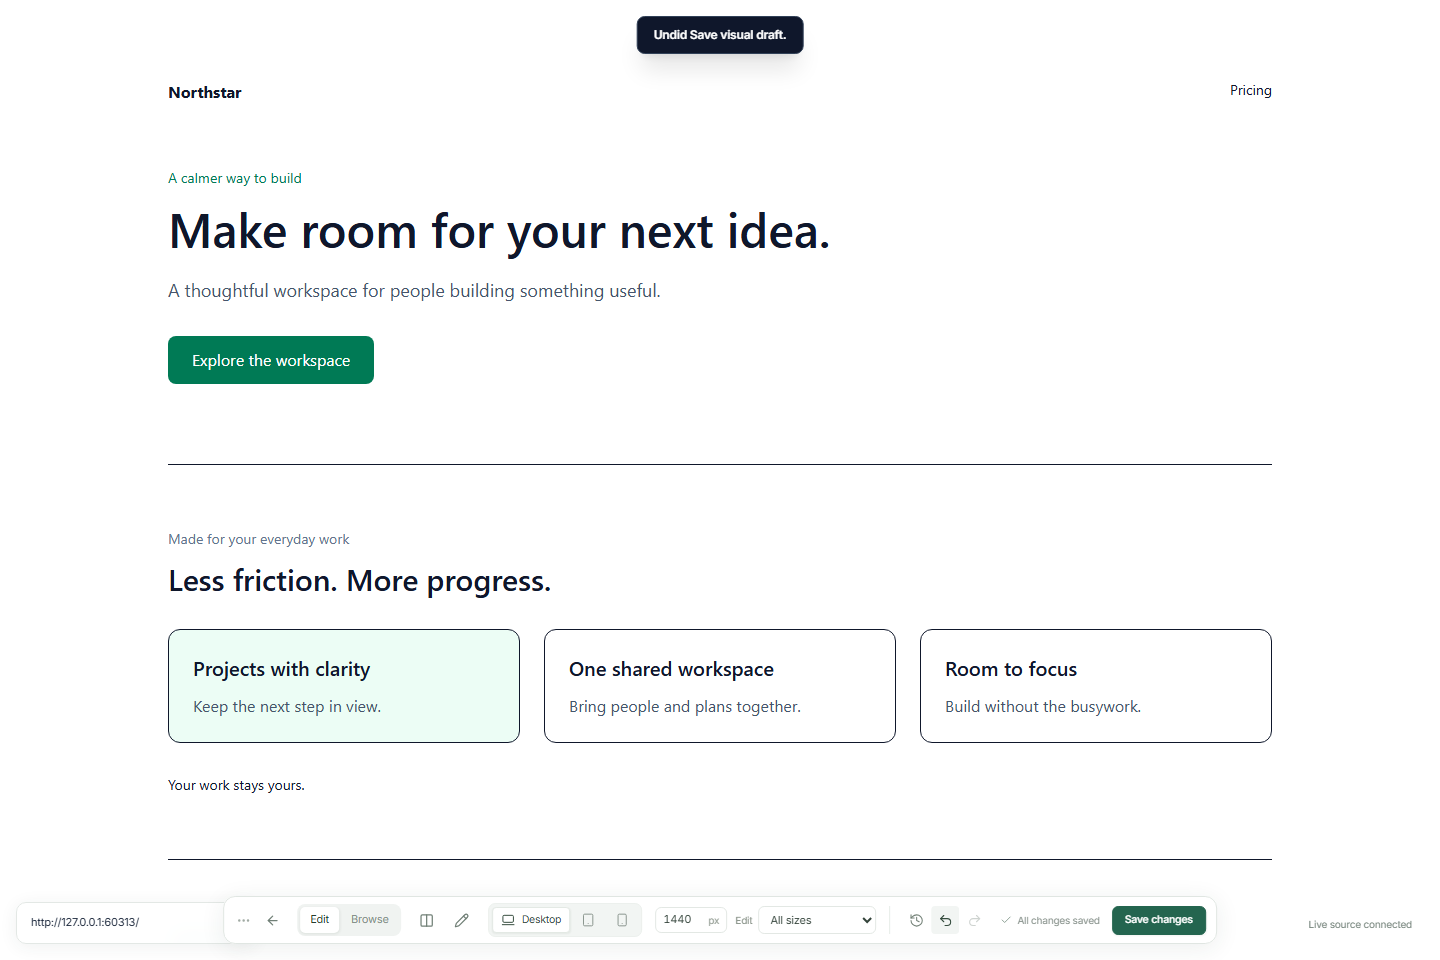 Undid Save visual draft.
Northstar
Pricing
A calmer way to build
Make room for your next idea.
A thoughtful workspace for people building something useful.
Explore the workspace
Made for your everyday work
Less friction. More progress.
Projects with clarity
Keep the next step in view.
One shared workspace
Bring people and plans together.
Room to focus
Build without the busywork.
Your work stays yours.
http://127.0.0.1:60313/
Edit
Browse
Desktop
1440 px
Edit
All sizes
All changes saved
Save changes
Live source connected